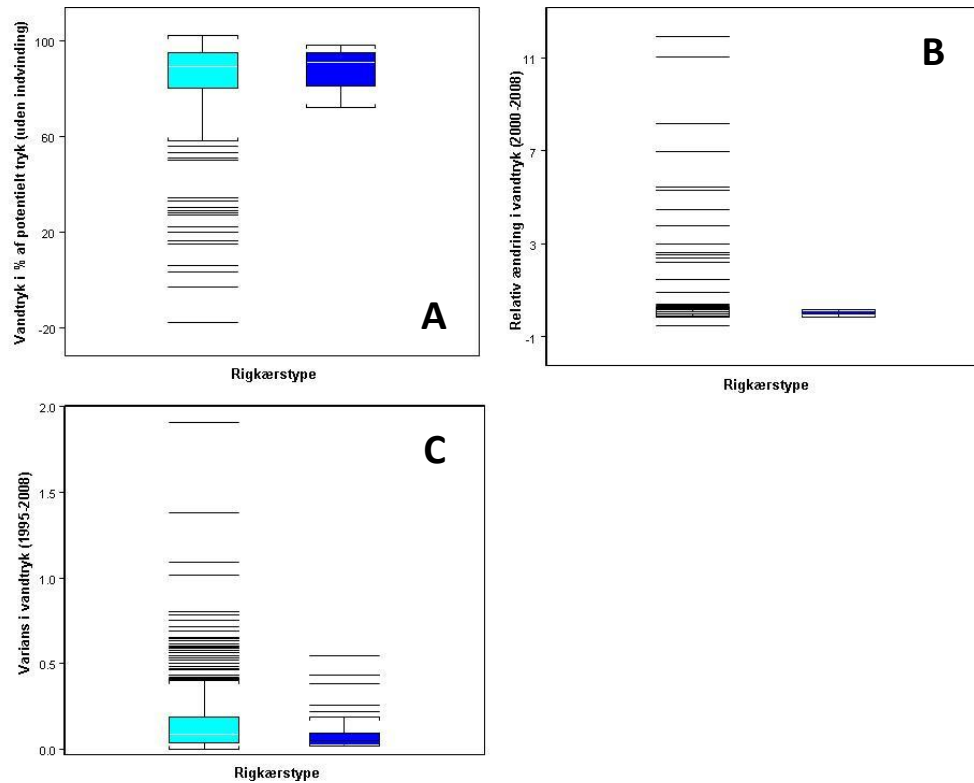 Vandtryk i % af potentielt tryk (uden indvinding)
100
60
20
-20
A
Rigkærstype
Relativ ændring i vandtryk (2000-2008)
11
7
3
-1
B
Rigkærstype
Varians i vandtryk (1995-2008)
2.0
1.5
1.0
0.5
0.0
C
Rigkærstype